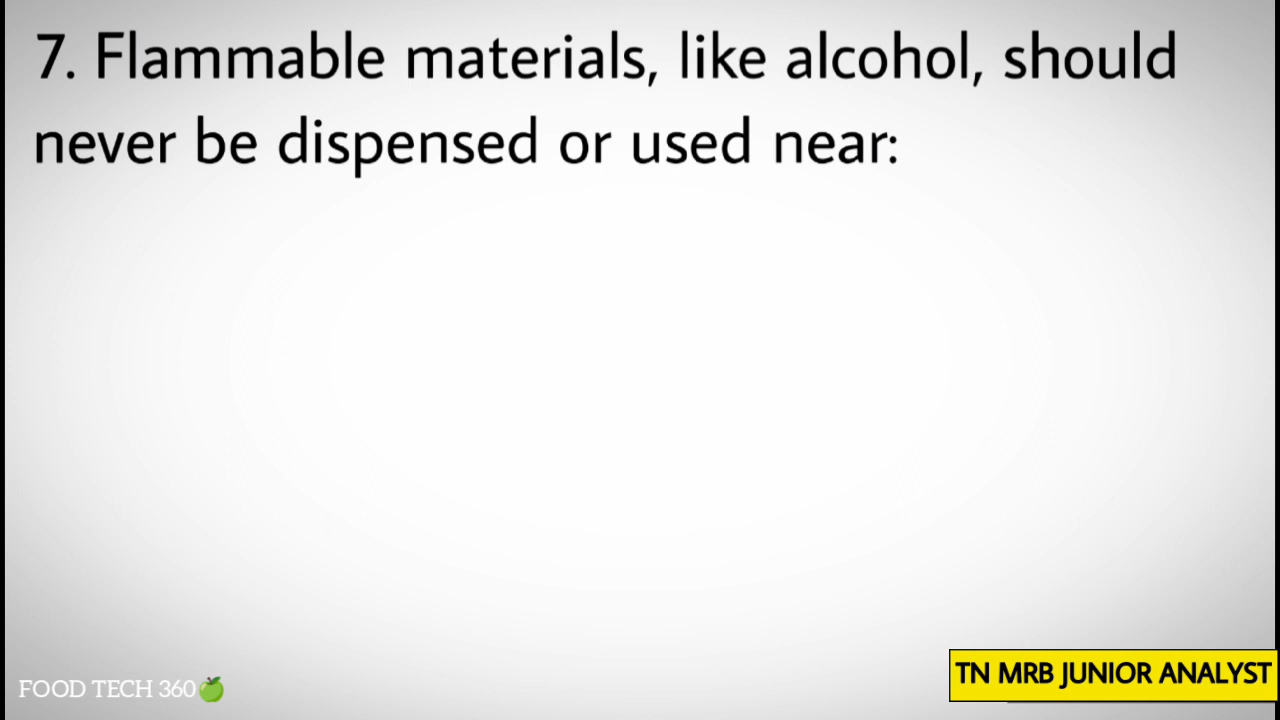 7. Flammable materials, like alcohol, should
never be dispensed or used near:
FOOD TECH 360🍏
TN MRB JUNIOR ANALYST